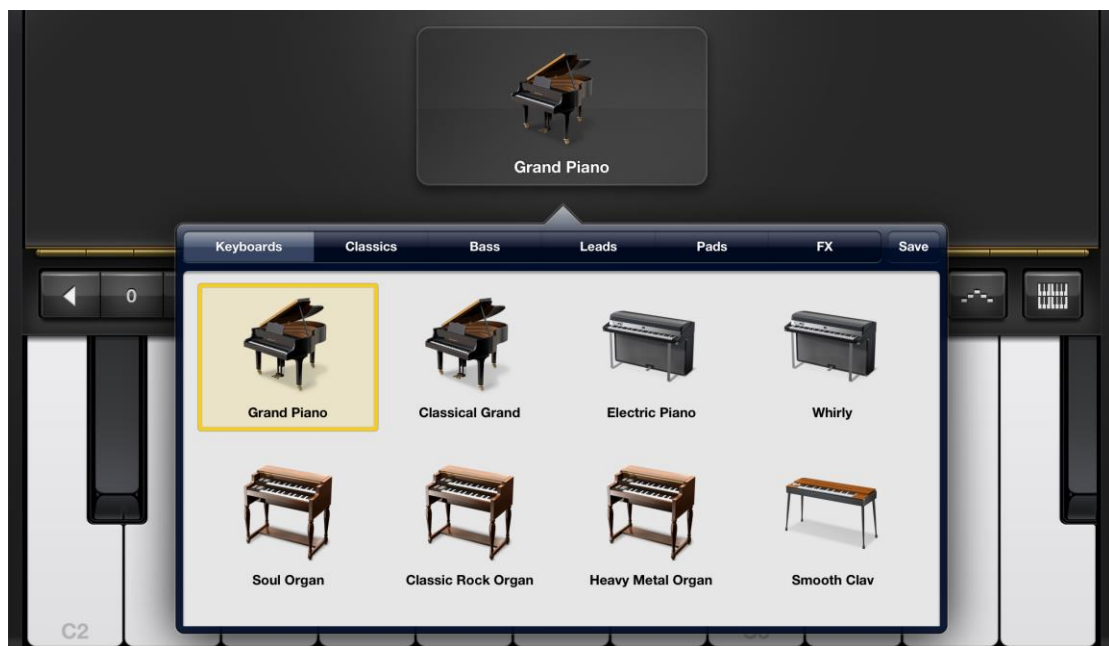 Grand Piano
Keyboards Classics Bass Leads Pads FX Save
0
Grand Piano Classical Grand Electric Piano Whirly
Soul Organ Classic Rock Organ Heavy Metal Organ Smooth Clav
C2